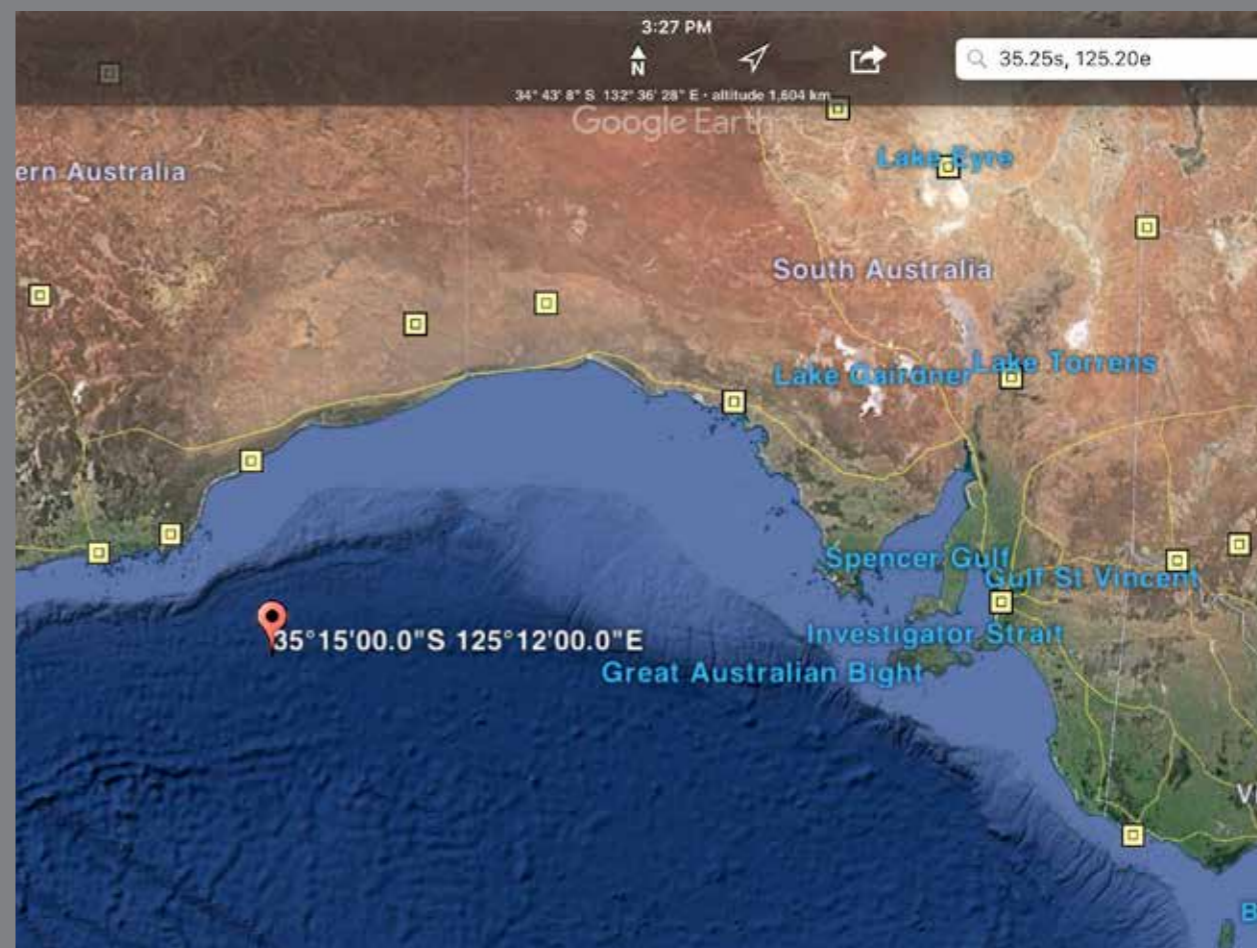 3:27 PM
N
35.25s, 125.20e
34° 43' 8" S 132° 36' 28" E · altitude 1,604 km
Google Earth
Lake Eyre
ern Australia
South Australia
Lake Gairdner
Lake Torrens
Spencer Gulf
Gulf St Vincent
35°15'00.0"S 125°12'00.0"E
Investigator Strait
Great Australian Bight
V
B